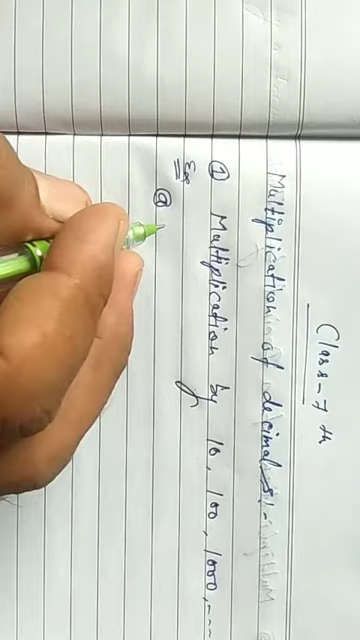 Class-7th
Multiplication of decimals:-
① Multiplication by 10, 100, 1000,---
Ex
ⓐ